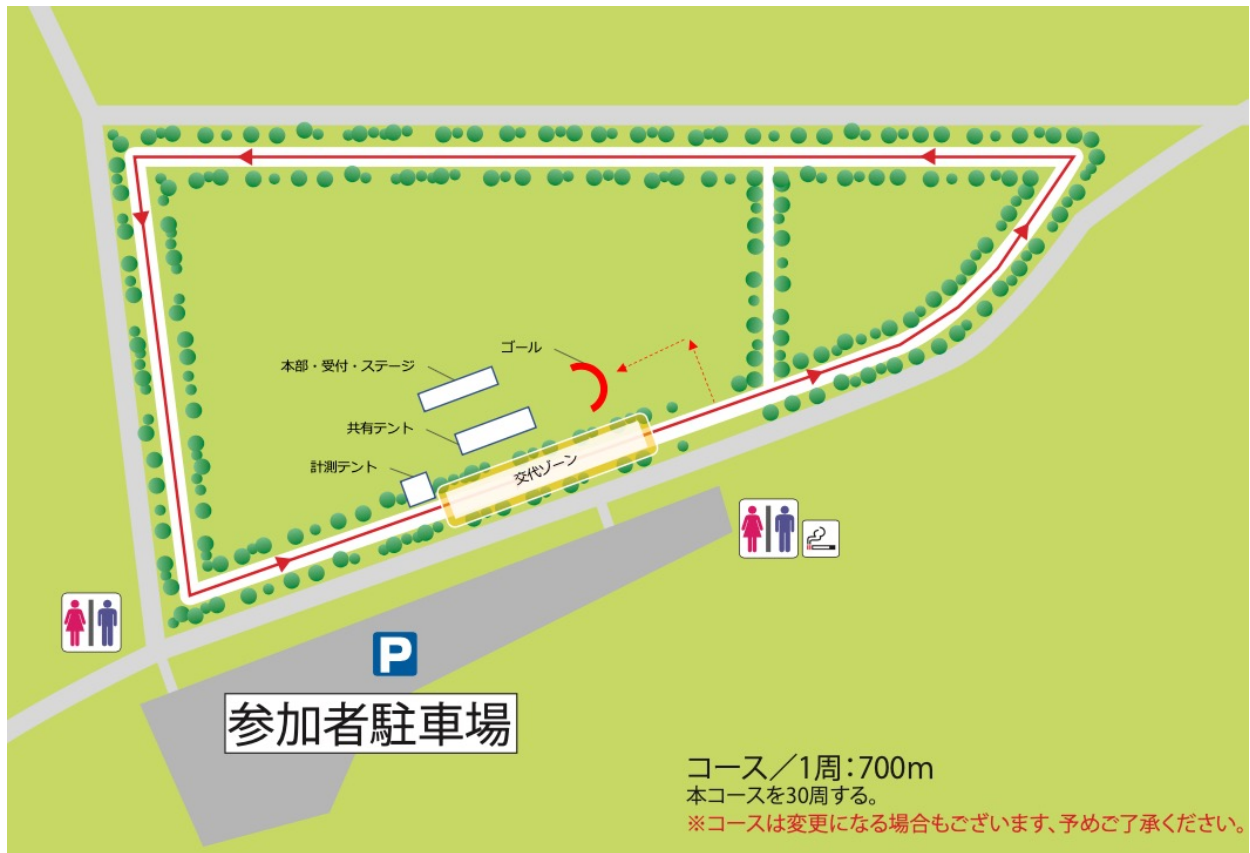 ゴール
本部・受付・ステージ
共有テント
計測テント
交代ゾーン
P
参加者駐車場
コース／1周：700m
本コースを30周する。
※コースは変更になる場合もございます、予めご了承ください。